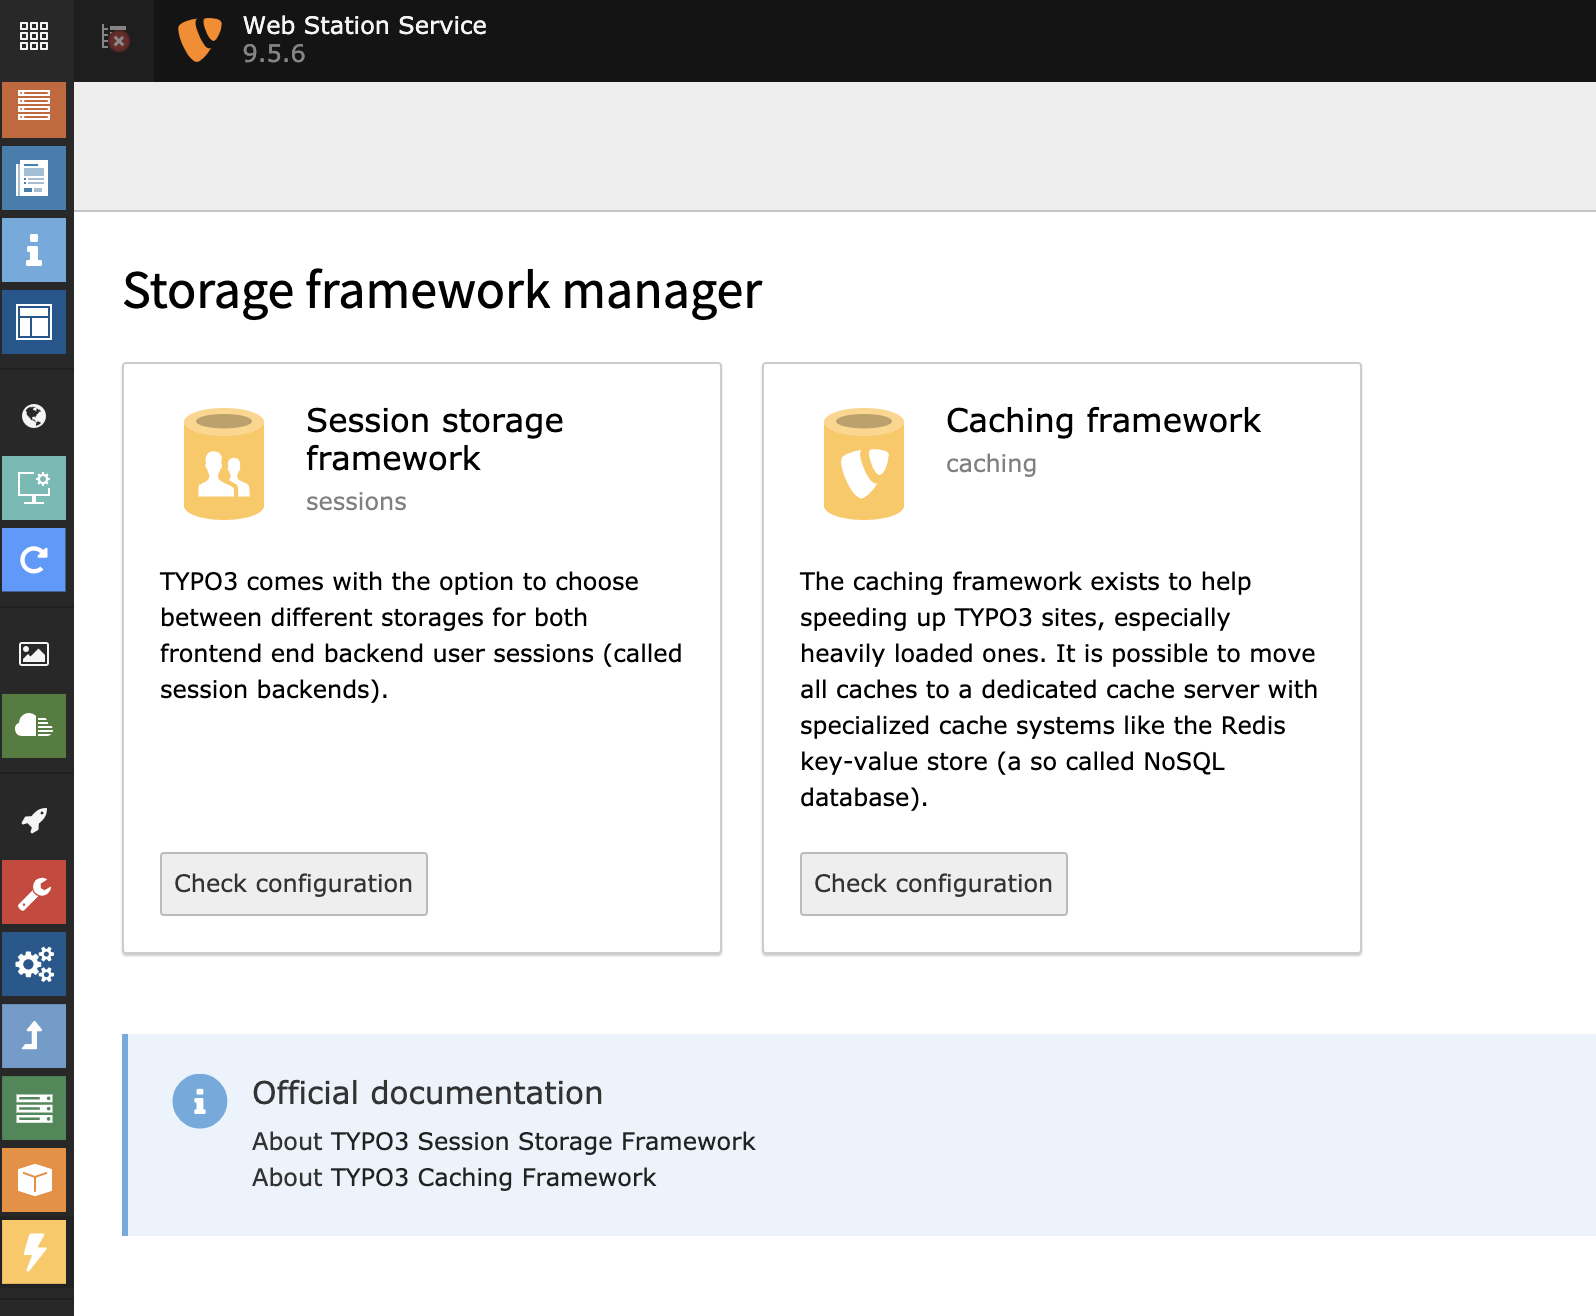 Web Station Service
9.5.6
Storage framework manager
Session storage
framework
sessions
TYPO3 comes with the option to choose
between different storages for both
frontend end backend user sessions (called
session backends).
Check configuration
Caching framework
caching
The caching framework exists to help
speeding up TYPO3 sites, especially
heavily loaded ones. It is possible to move
all caches to a dedicated cache server with
specialized cache systems like the Redis
key-value store (a so called NoSQL
database).
Check configuration
Official documentation
About TYPO3 Session Storage Framework
About TYPO3 Caching Framework